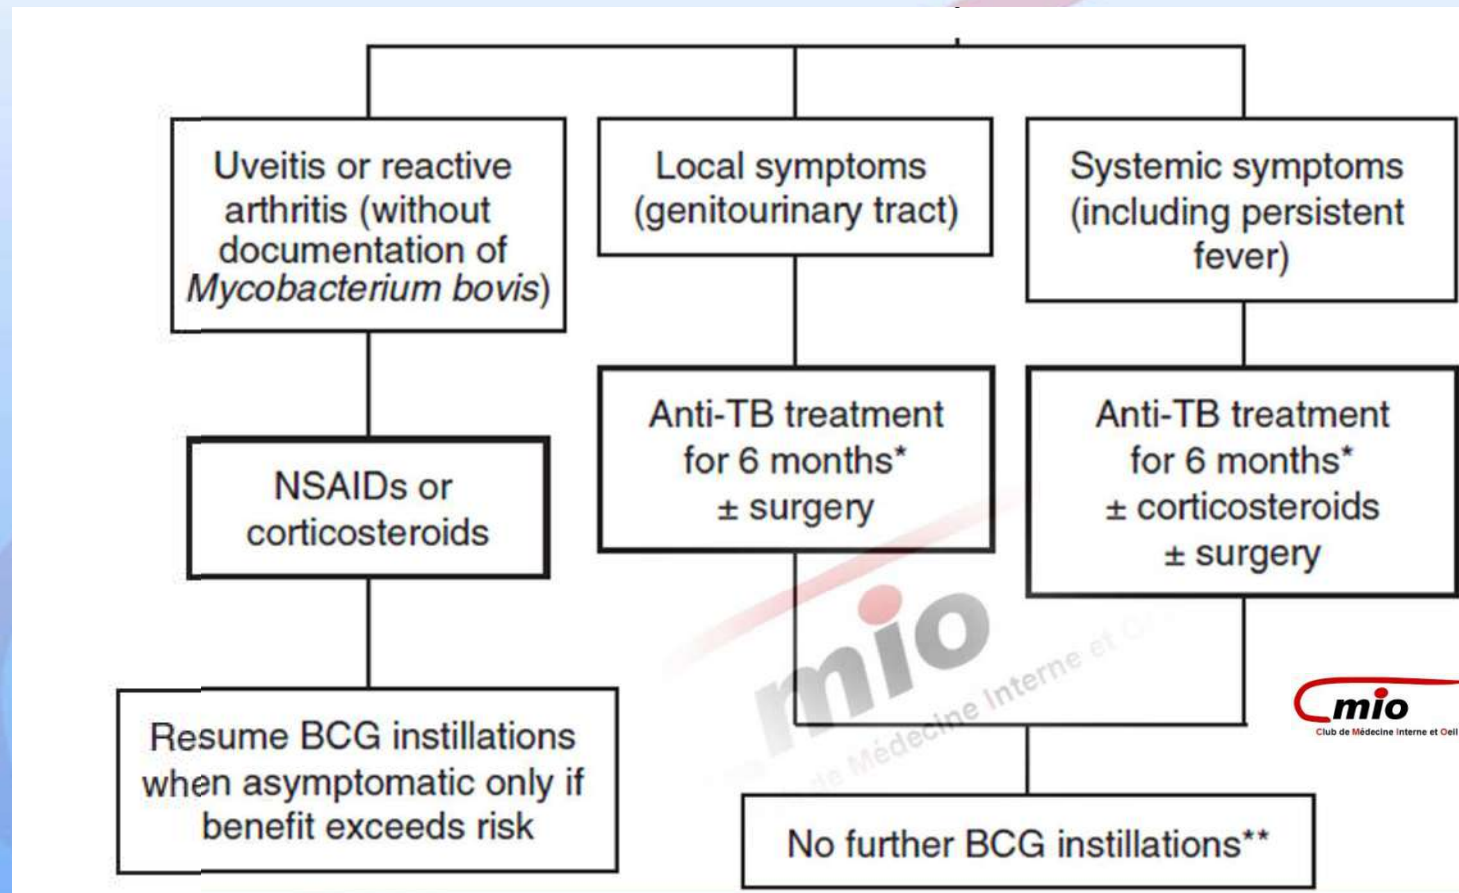 Uveitis or reactive
arthritis (without
documentation of
Mycobacterium bovis)
Local symptoms
(genitourinary tract)
Systemic symptoms
(including persistent
fever)
NSAIDs or
corticosteroids
Anti-TB treatment
for 6 months*
± surgery
Anti-TB treatment
for 6 months*
± corticosteroids
± surgery
Resume BCG instillations
when asymptomatic only if
benefit exceeds risk
mio
de Médecine Interne et
mio
Club de Médecine Interne et Oeil
No further BCG instillations**